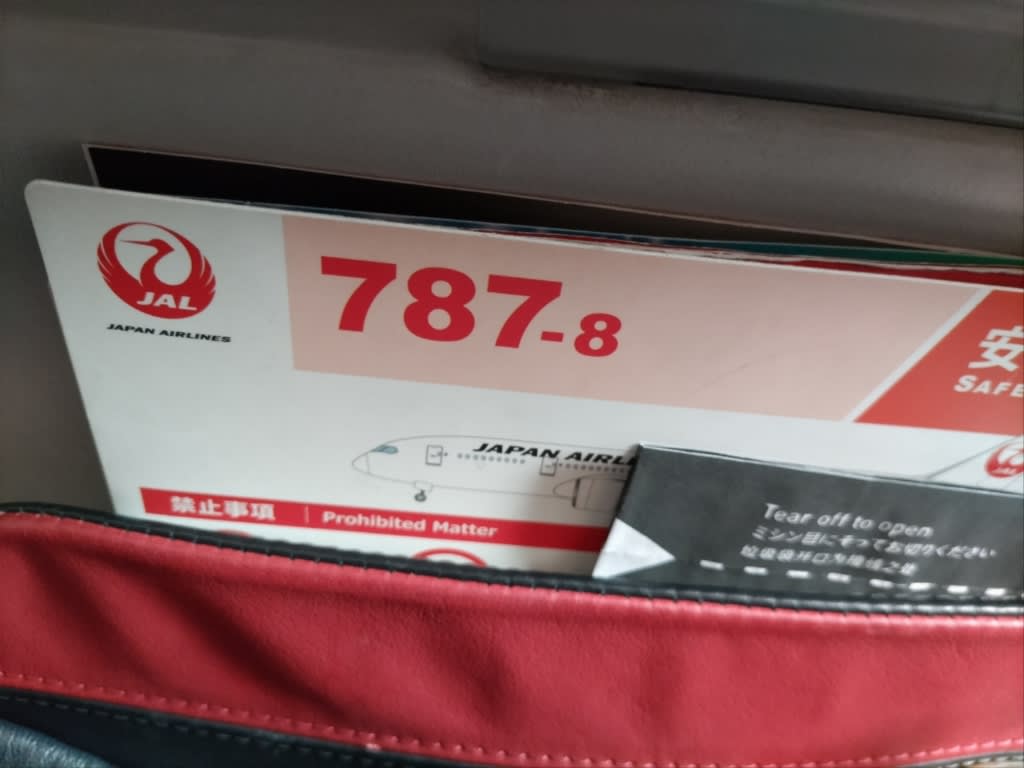 JAL
JAPAN AIRLINES
787-8
安
SAFE
JAPAN AIRL
JAL
禁止事項 | Prohibited Matter
Tear off to open
ミシン目にそってお切りください